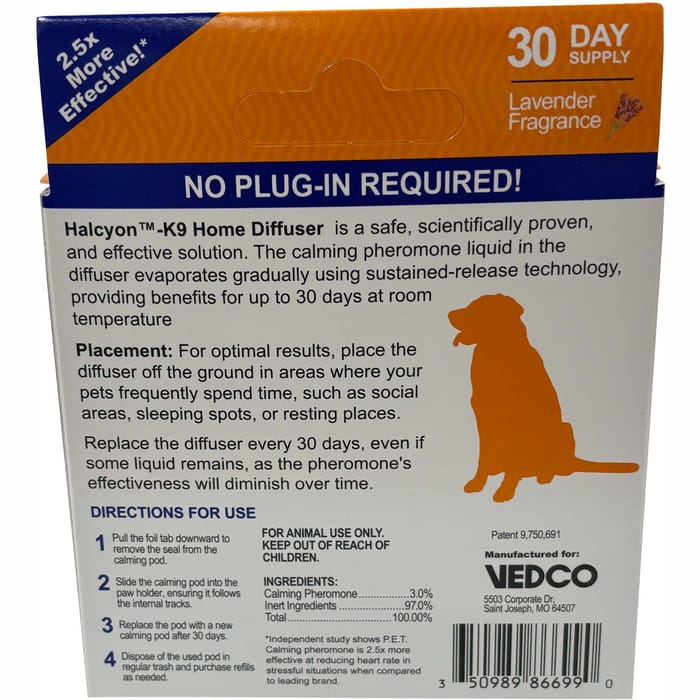 2.5x
More
Effective!*
30 DAY
SUPPLY
Lavender
Fragrance
NO PLUG-IN REQUIRED!
Halcyon™-K9 Home Diffuser is a safe, scientifically proven,
and effective solution. The calming pheromone liquid in the
diffuser evaporates gradually using sustained-release technology,
providing benefits for up to 30 days at room
temperature
Placement: For optimal results, place the
diffuser off the ground in areas where your
pets frequently spend time, such as social
areas, sleeping spots, or resting places.
Replace the diffuser every 30 days, even if
some liquid remains, as the pheromone's
effectiveness will diminish over time.
DIRECTIONS FOR USE
1 Pull the foil tab downward to
remove the seal from the
calming pod.
2 Slide the calming pod into the
paw holder, ensuring it follows
the internal tracks.
3 Replace the pod with a new
calming pod after 30 days.
4 Dispose of the used pod in
regular trash and purchase refills
as needed.
FOR ANIMAL USE ONLY.
KEEP OUT OF REACH OF
CHILDREN.
INGREDIENTS:
Calming Pheromone..............3.0%
Inert Ingredients..................97.0%
Total.............................100.00%
*Independent study shows P.E.T.
Calming pheromone is 2.5x more
effective at reducing heart rate in
stressful situations when compared
to leading brand.
Patent 9,750,691
Manufactured for:
VEDCO
5503 Corporate Dr,
Saint Joseph, MO 64507
3 50989 86699 0